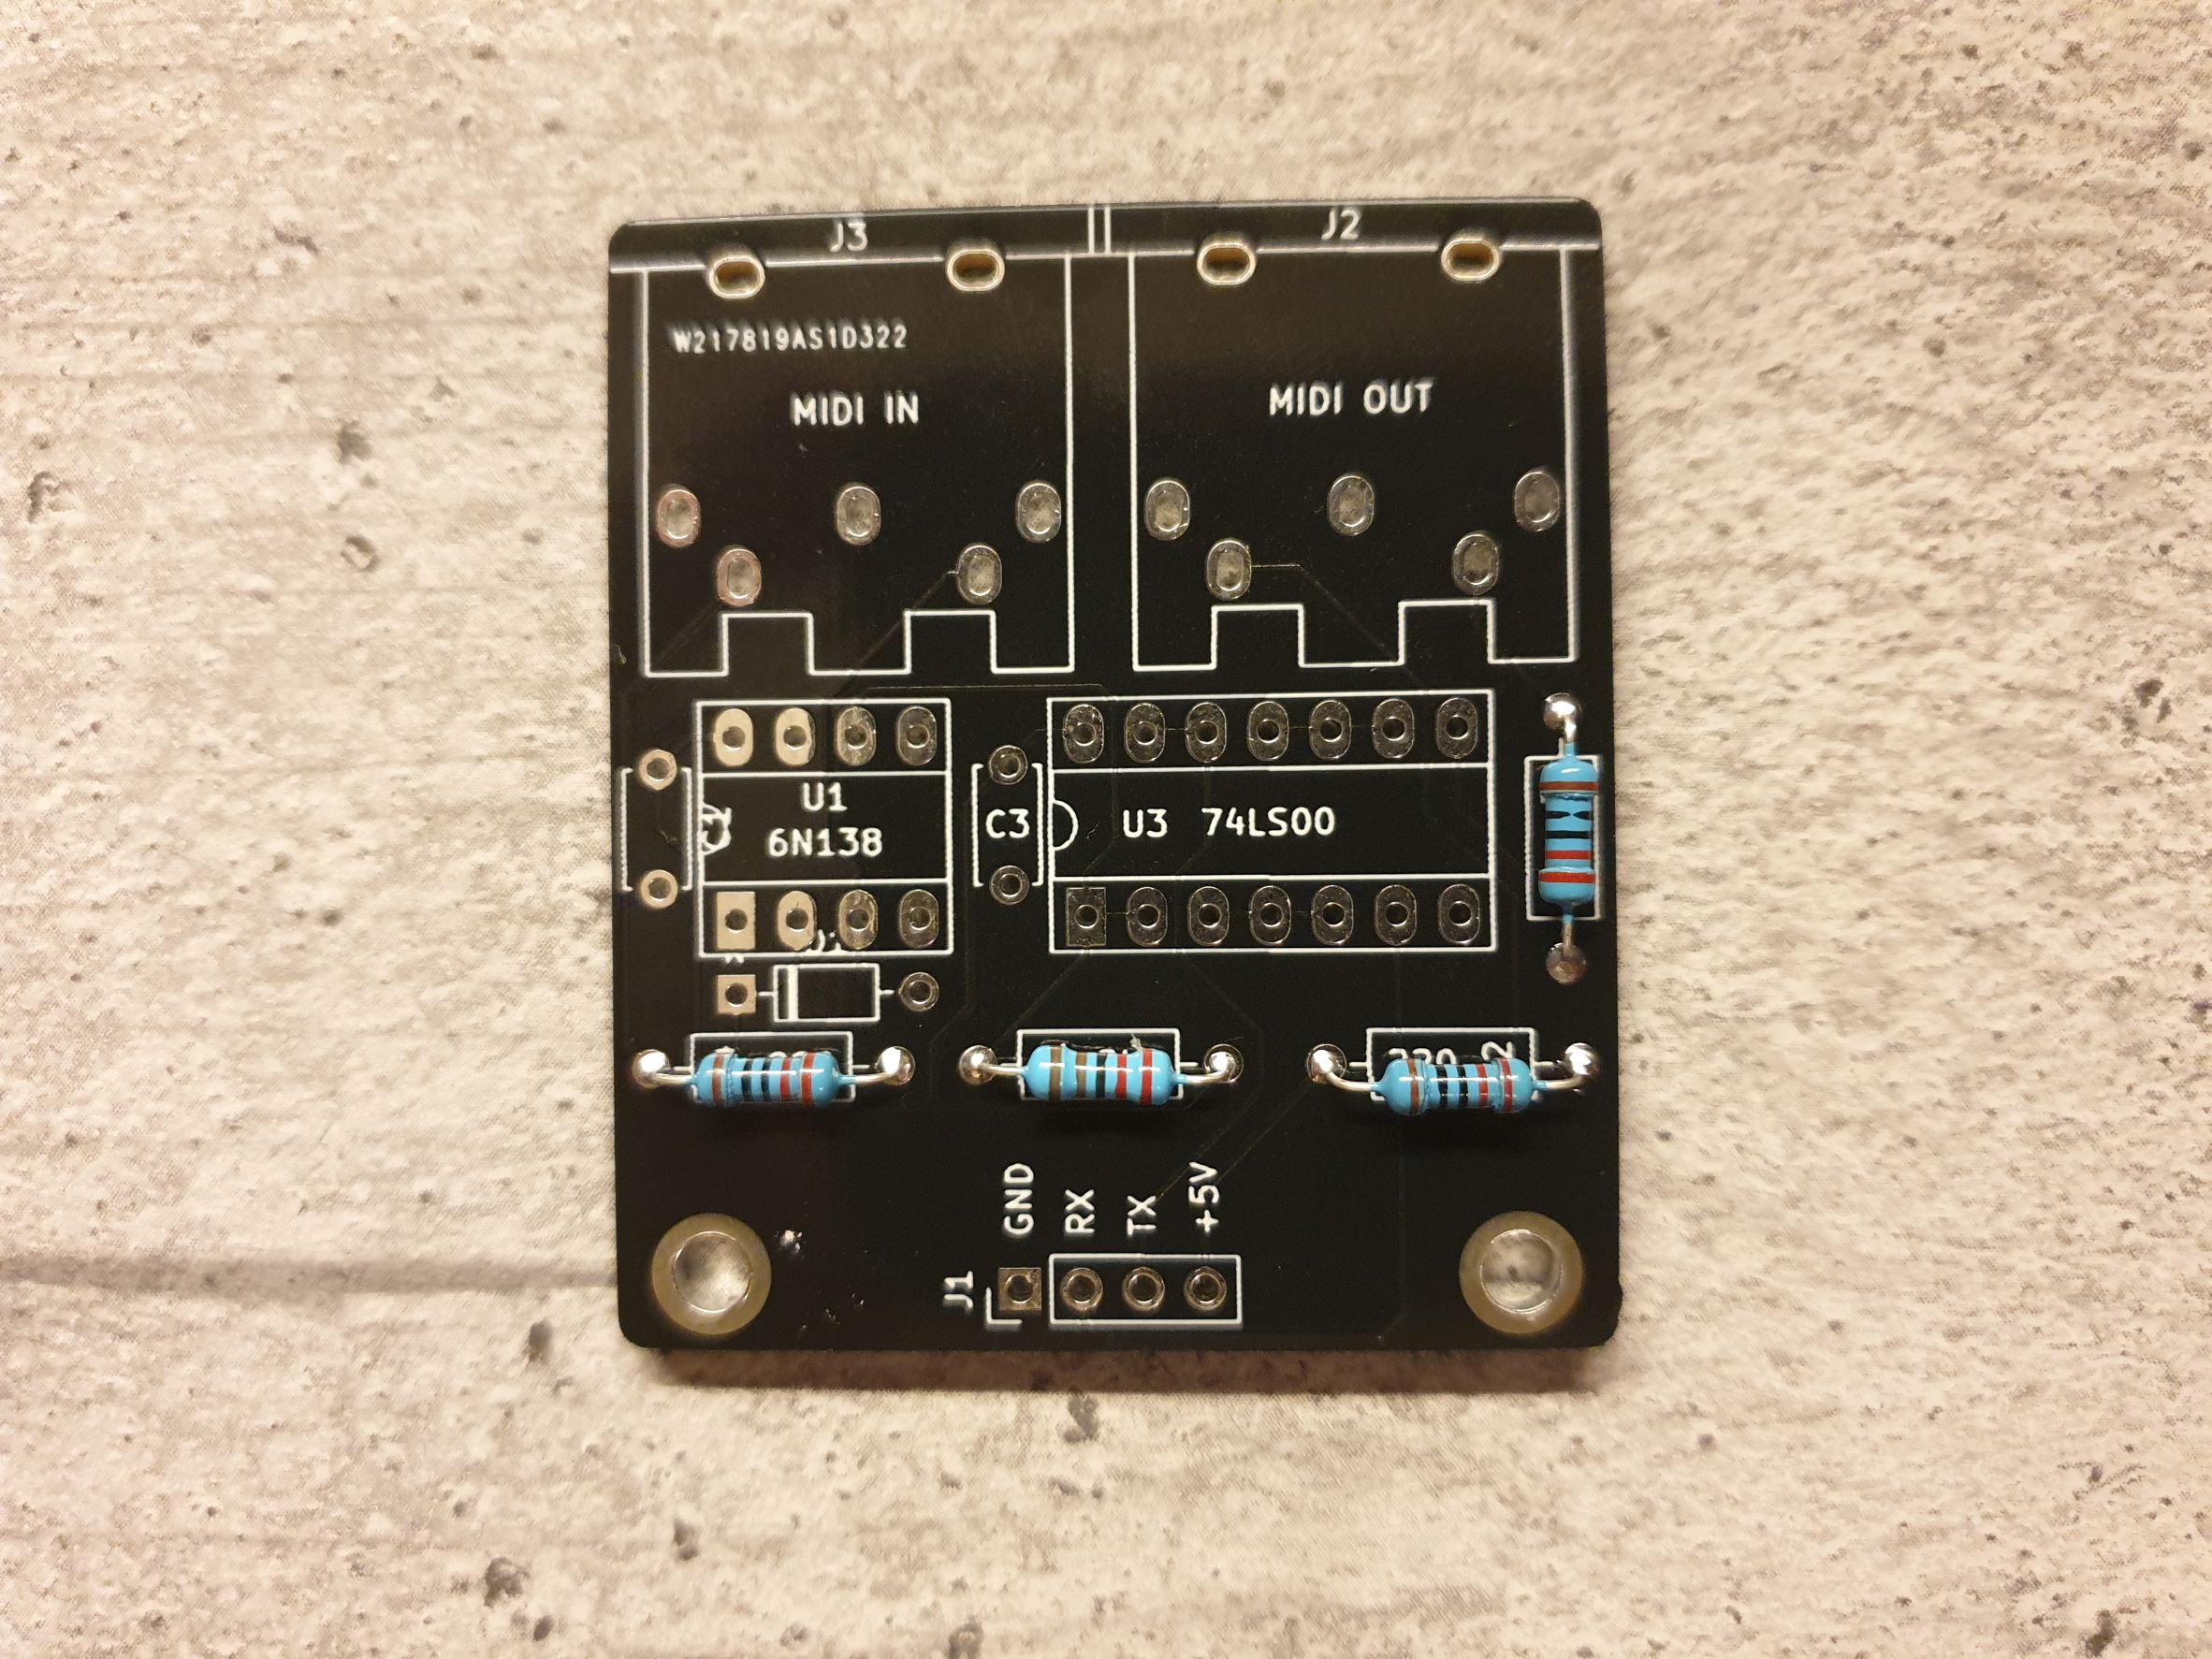 J3
J2
W217819AS1D322
MIDI IN
MIDI OUT
U1
6N138
C3
U3 74LS00
GND
RX
TX
+5V
J1